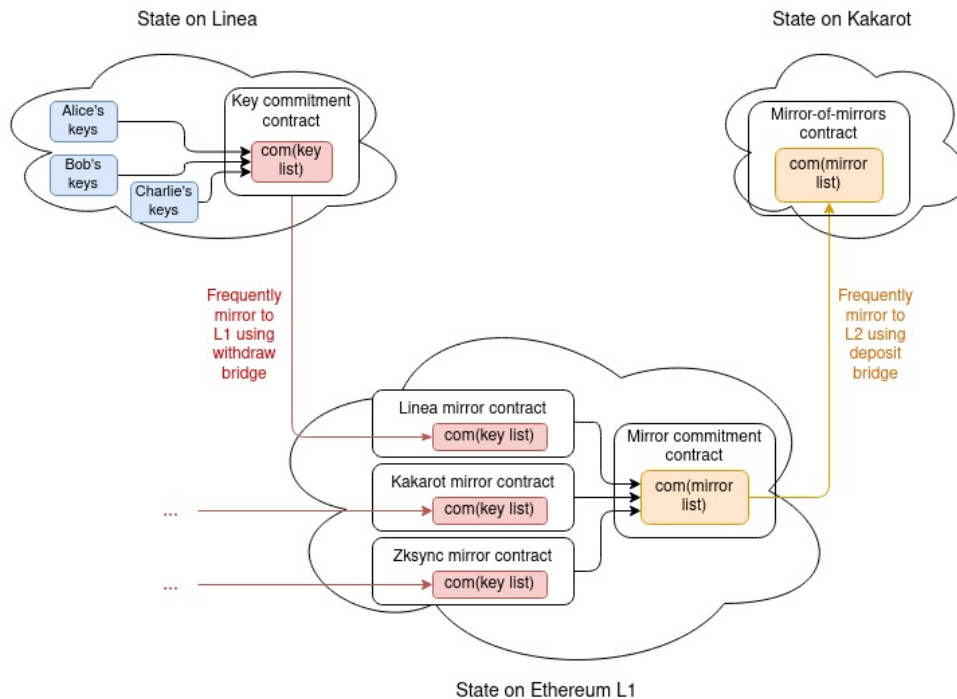 State on Linea
State on Kakarot
Alice's
keys
Bob's
keys
Charlie's
keys
Key commitment
contract
com(key
list)
Mirror-of-mirrors
contract
com(mirror
list)
Frequently
mirror to
L1 using
withdraw
bridge
Frequently
mirror to
L2 using
deposit
bridge
Linea mirror contract
com(key list)
Kakarot mirror contract
com(key list)
Zksync mirror contract
com(key list)
...
...
Mirror commitment
contract
com(mirror
list)
State on Ethereum L1